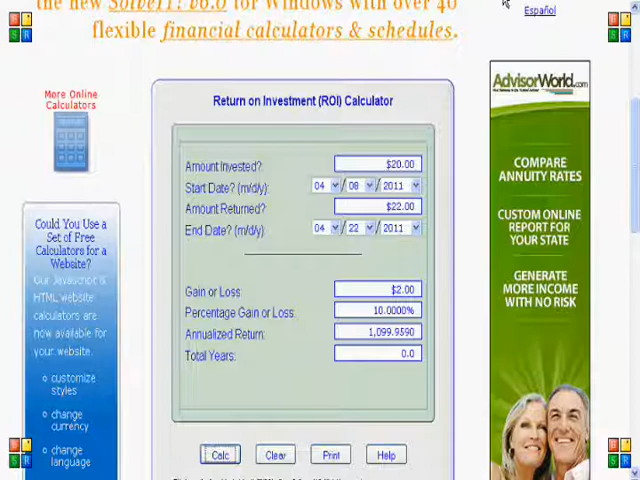 the new SolveIT! v6.0 for Windows with over 40
flexible financial calculators & schedules.
Español
More Online
Calculators
Could You Use a
Set of Free
Calculators for a
Website?
Our Javascript &
HTML website
calculators are
now available for
your website.
customize
styles
change
currency
change
language
Return on Investment (ROI) Calculator
Amount Invested?: $20.00
Start Date? (m/d/y): 04 / 08 / 2011
Amount Returned?: $22.00
End Date? (m/d/y): 04 / 22 / 2011
Gain or Loss: $2.00
Percentage Gain or Loss: 10.0000%
Annualized Return: 1,099.9590
Total Years: 0.0
Calc Clear Print Help
AdvisorWorld.com
COMPARE
ANNUITY RATES
CUSTOM ONLINE
REPORT FOR
YOUR STATE
GENERATE
MORE INCOME
WITH NO RISK